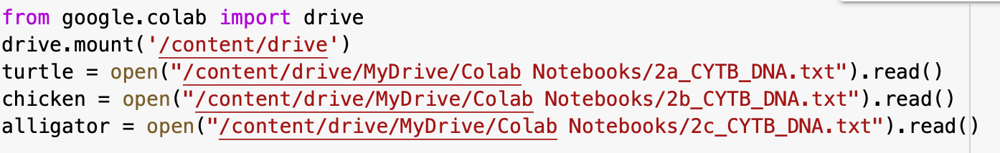 from google.colab import drive
drive.mount('/content/drive')
turtle = open("/content/drive/MyDrive/Colab Notebooks/2a_CYTB_DNA.txt").read()
chicken = open("/content/drive/MyDrive/Colab Notebooks/2b_CYTB_DNA.txt").read()
alligator = open("/content/drive/MyDrive/Colab Notebooks/2c_CYTB_DNA.txt").read()